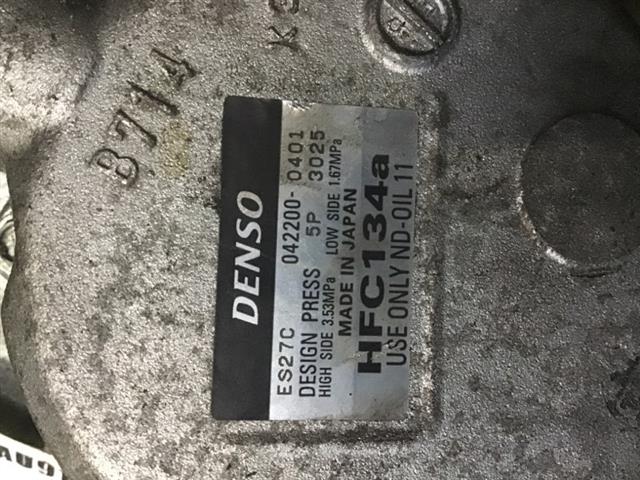 B714
DENSO
ES27C 042200-0401
5P 3025
DESIGN PRESS
HIGH SIDE 3.53MPa LOW SIDE 1.67MPa
MADE IN JAPAN
HFC134a
USE ONLY ND-OIL 11